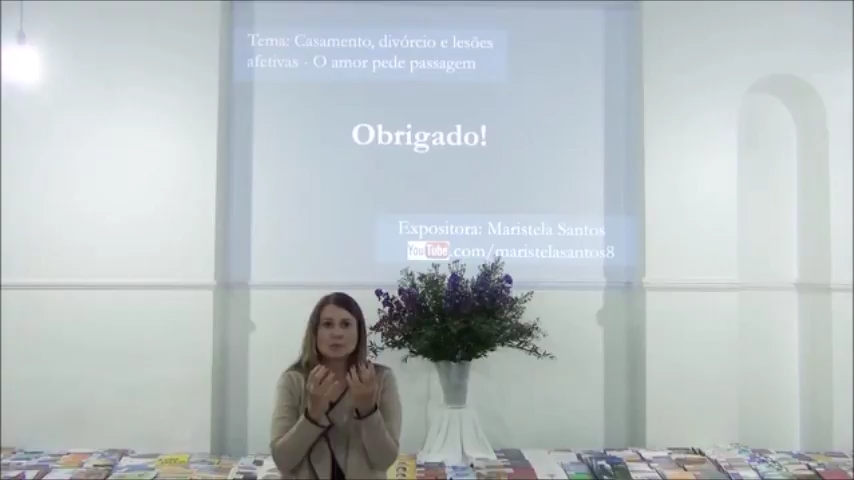 Tema: Casamento, divórcio e lesões
afetivas - O amor pede passagem
Obrigado!
Expositora: Maristela Santos
YouTube.com/maristelasantos8